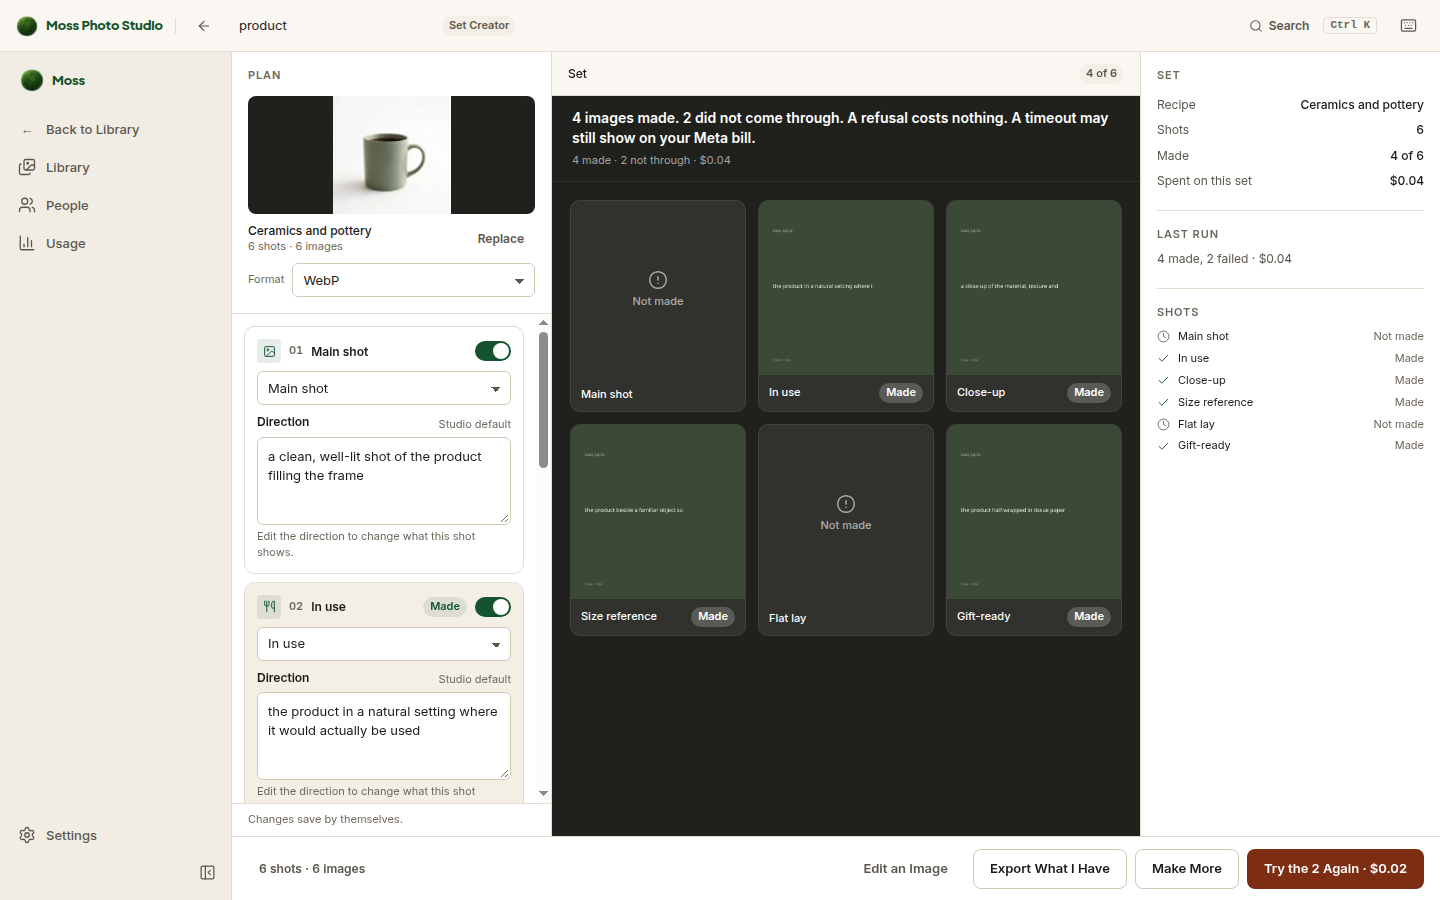 Moss Photo Studio
product
Set Creator
Search
Ctrl K
Moss
← Back to Library
Library
People
Usage
Settings
PLAN
Ceramics and pottery
6 shots · 6 images
Replace
Format
WebP
01 Main shot
Main shot
Direction
Studio default
a clean, well-lit shot of the product
filling the frame
Edit the direction to change what this shot
shows.
02 In use
Made
In use
Direction
Studio default
the product in a natural setting where
it would actually be used
Edit the direction to change what this shot
Changes save by themselves.
Set
4 of 6
4 images made. 2 did not come through. A refusal costs nothing. A timeout may
still show on your Meta bill.
4 made · 2 not through · $0.04
Not made
Main shot
the product in a natural setting where i
In use
Made
a close-up of the material, texture and
Close-up
Made
the product beside a familiar object so
Size reference
Made
Not made
Flat lay
the product half-wrapped in tissue paper
Gift-ready
Made
SET
Recipe
Ceramics and pottery
Shots
6
Made
4 of 6
Spent on this set
$0.04
LAST RUN
4 made, 2 failed · $0.04
SHOTS
Main shot
Not made
In use
Made
Close-up
Made
Size reference
Made
Flat lay
Not made
Gift-ready
Made
6 shots · 6 images
Edit an Image
Export What I Have
Make More
Try the 2 Again · $0.02